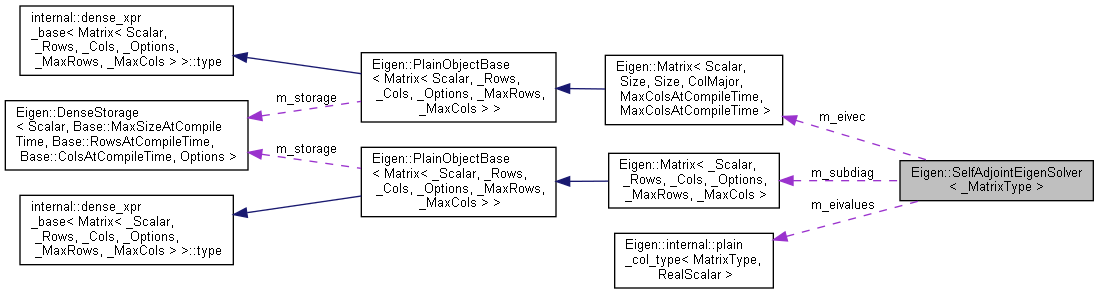 internal::dense_xpr
_base< Matrix< Scalar,
_Rows, _Cols, _Options,
_MaxRows, _MaxCols > >::type
Eigen::DenseStorage
< Scalar, Base::MaxSizeAtCompile
Time, Base::RowsAtCompileTime,
Base::ColsAtCompileTime, Options >
internal::dense_xpr
_base< Matrix< _Scalar,
_Rows, _Cols, _Options,
_MaxRows, _MaxCols > >::type
m_storage
m_storage
Eigen::PlainObjectBase
< Matrix< Scalar, _Rows,
_Cols, _Options, _MaxRows,
_MaxCols > >
Eigen::PlainObjectBase
< Matrix< _Scalar, _Rows,
_Cols, _Options, _MaxRows,
_MaxCols > >
Eigen::Matrix< Scalar,
Size, Size, ColMajor,
MaxColsAtCompileTime,
MaxColsAtCompileTime >
Eigen::Matrix< _Scalar,
_Rows, _Cols, _Options,
_MaxRows, _MaxCols >
Eigen::internal::plain
_col_type< MatrixType,
RealScalar >
m_eivec
m_subdiag
m_eivalues
Eigen::SelfAdjointEigenSolver
< _MatrixType >